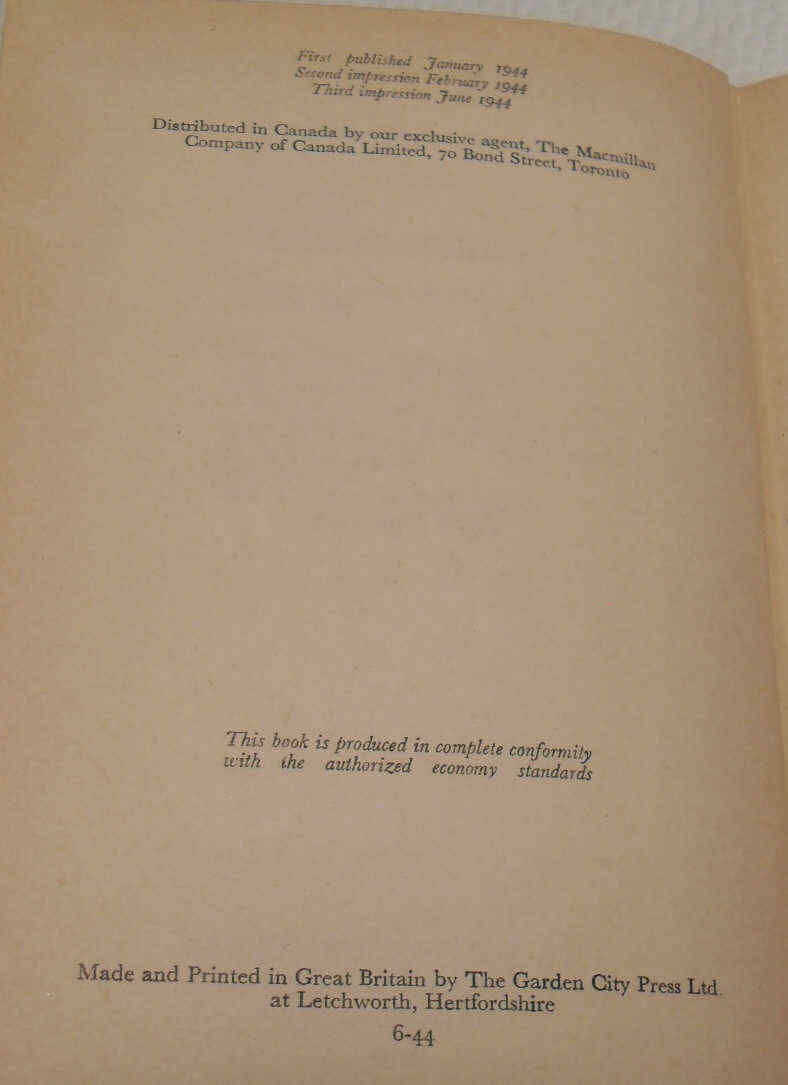 First published January 1944
Second impression February 1944
Third impression June 1944
Distributed in Canada by our exclusive agent, The Macmillan
Company of Canada Limited, 70 Bond Street, Toronto
This book is produced in complete conformity
with the authorized economy standards
Made and Printed in Great Britain by The Garden City Press Ltd.
at Letchworth, Hertfordshire
6-44